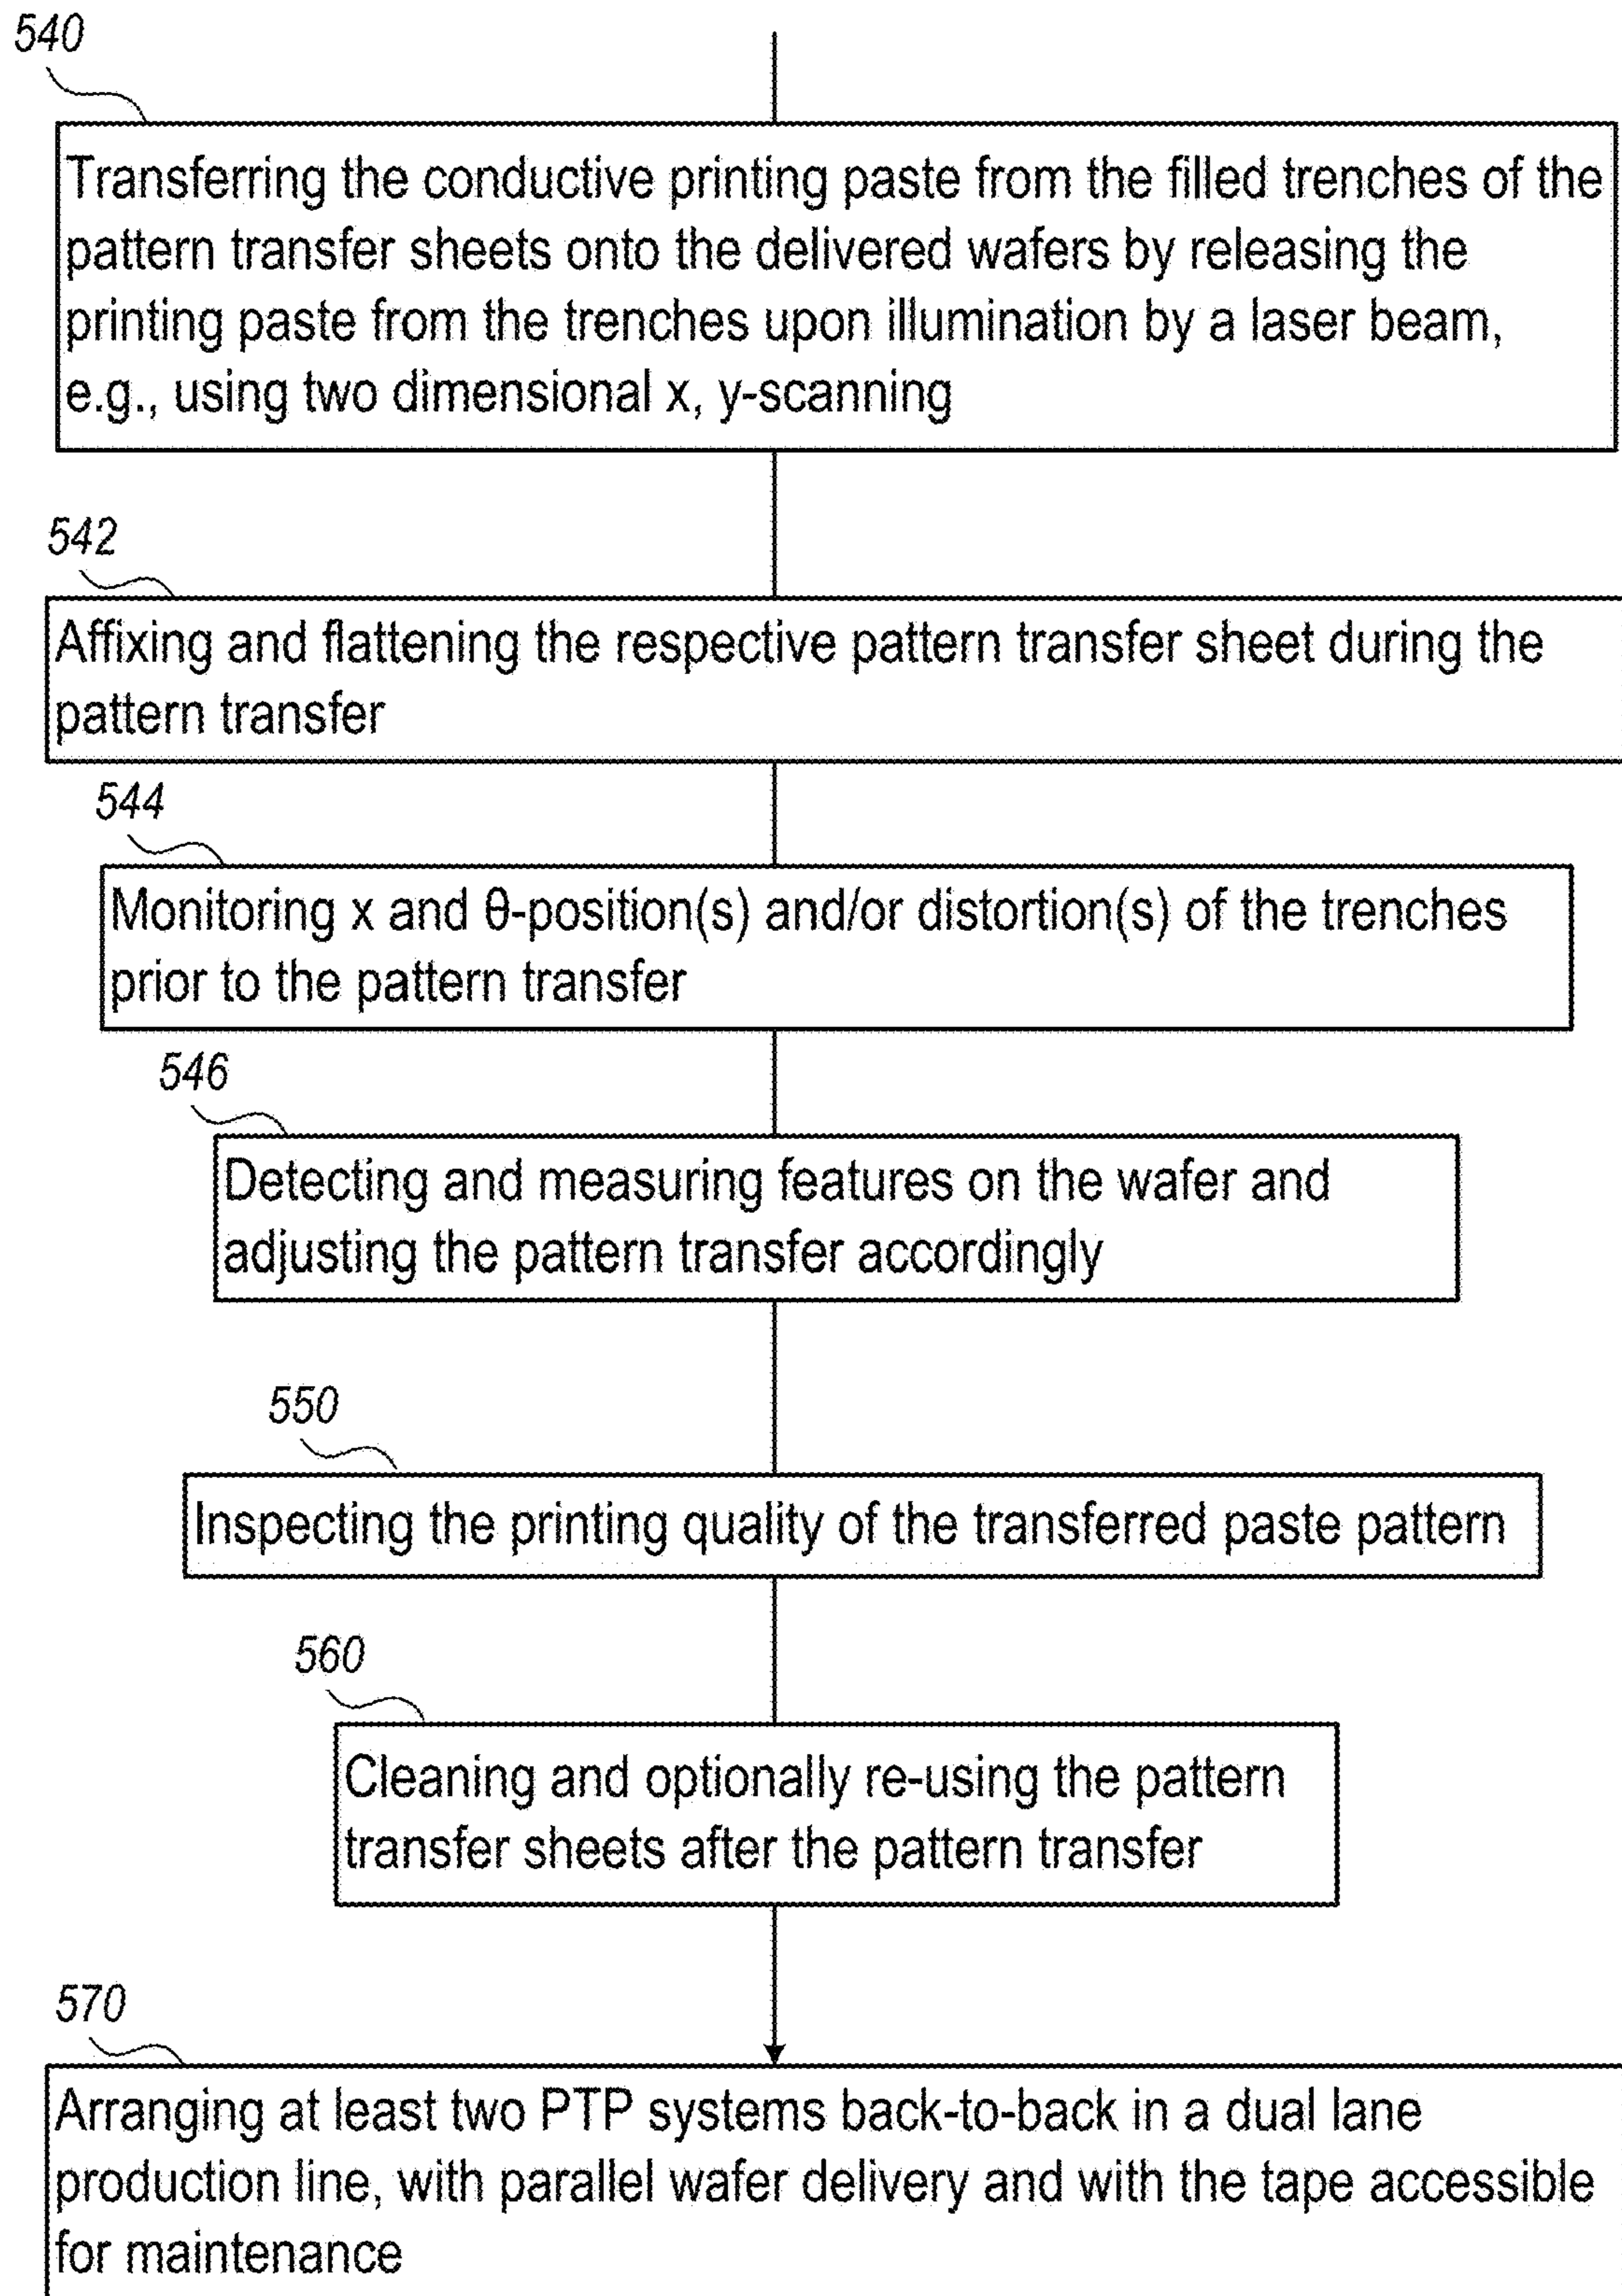 540
Transferring the conductive printing paste from the filled trenches of the
pattern transfer sheets onto the delivered wafers by releasing the
printing paste from the trenches upon illumination by a laser beam,
e.g., using two dimensional x, y-scanning
542
Affixing and flattening the respective pattern transfer sheet during the
pattern transfer
544
Monitoring x and θ-position(s) and/or distortion(s) of the trenches
prior to the pattern transfer
546
Detecting and measuring features on the wafer and
adjusting the pattern transfer accordingly
550
Inspecting the printing quality of the transferred paste pattern
560
Cleaning and optionally re-using the pattern
transfer sheets after the pattern transfer
570
Arranging at least two PTP systems back-to-back in a dual lane
production line, with parallel wafer delivery and with the tape accessible
for maintenance